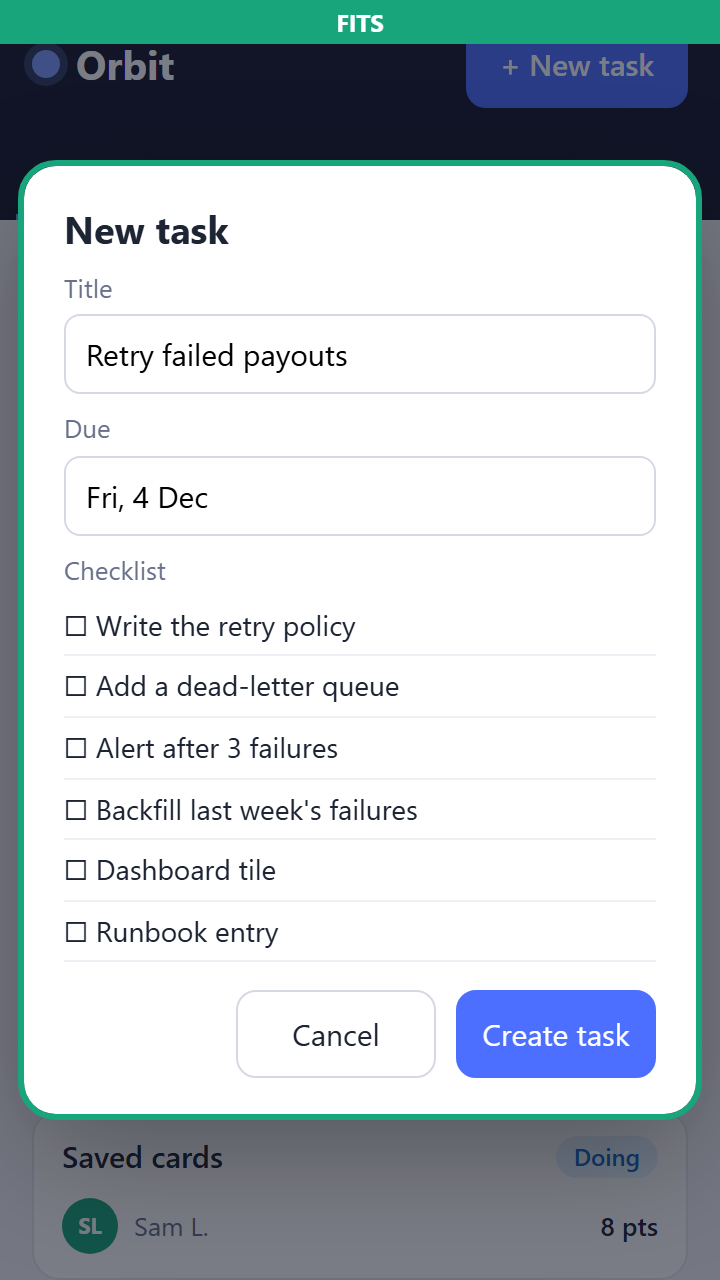 FITS
Orbit
+ New task
New task
Title
Retry failed payouts
Due
Fri, 4 Dec
Checklist
☐ Write the retry policy
☐ Add a dead-letter queue
☐ Alert after 3 failures
☐ Backfill last week's failures
☐ Dashboard tile
☐ Runbook entry
Cancel
Create task
Saved cards
Doing
SL
Sam L.
8 pts